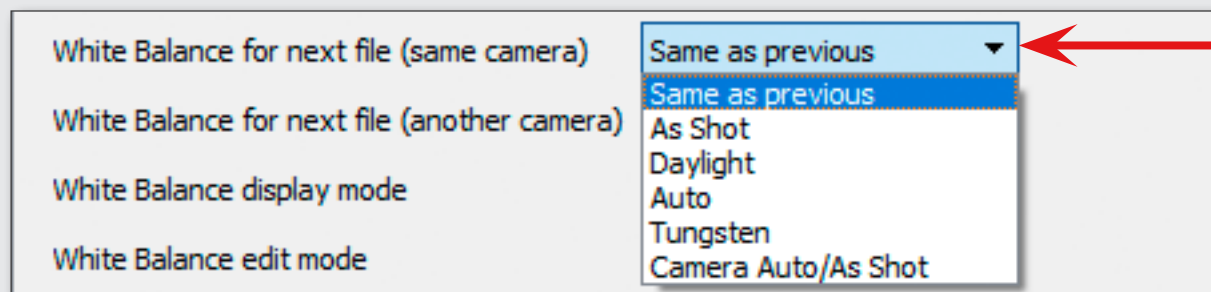 White Balance for next file (same camera) Same as previous
Same as previous
White Balance for next file (another camera) As Shot
Daylight
White Balance display mode Auto
Tungsten
White Balance edit mode Camera Auto/As Shot